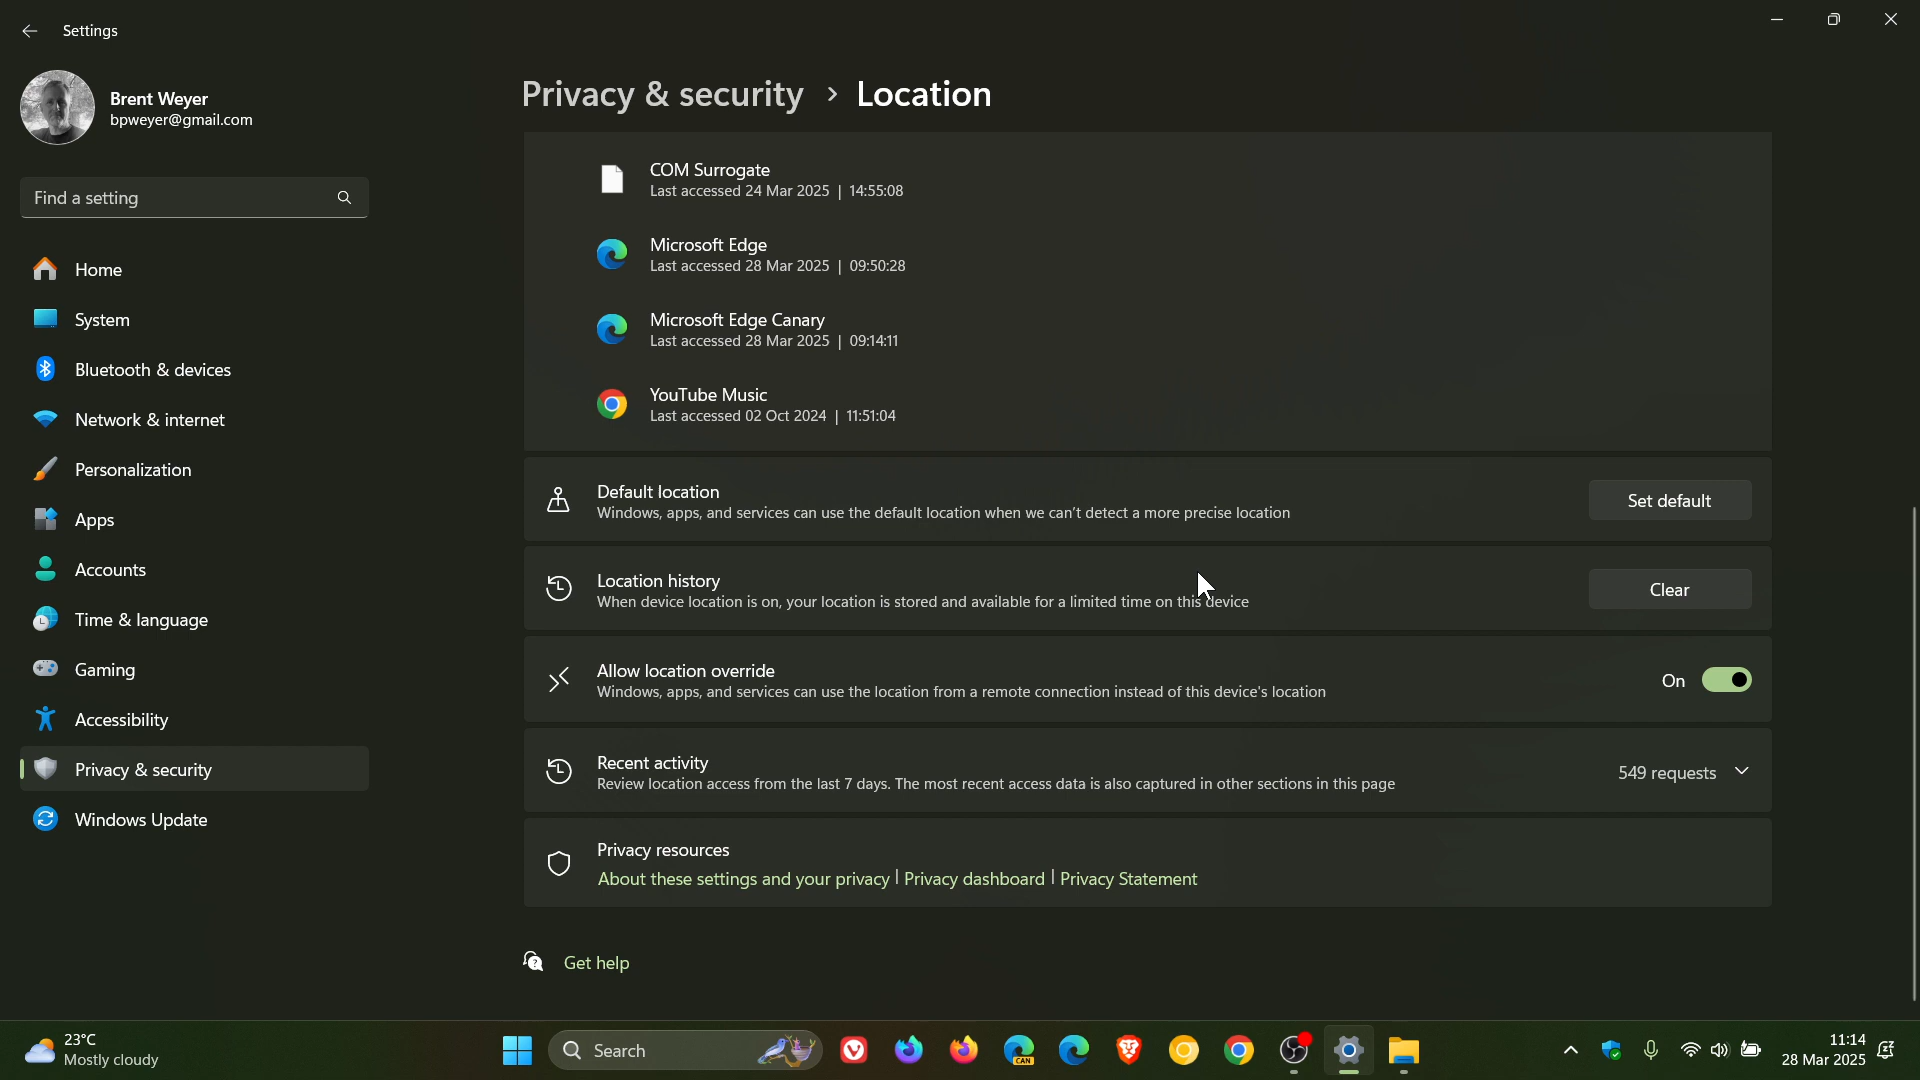 Settings
Brent Weyer
bpweyer@gmail.com
Find a setting
Home
System
Bluetooth & devices
Network & internet
Personalization
Apps
Accounts
Time & language
Gaming
Accessibility
Privacy & security
Windows Update
Privacy & security > Location
COM Surrogate
Last accessed 24 Mar 2025 | 14:55:08
Microsoft Edge
Last accessed 28 Mar 2025 | 09:50:28
Microsoft Edge Canary
Last accessed 28 Mar 2025 | 09:14:11
YouTube Music
Last accessed 02 Oct 2024 | 11:51:04
Default location
Windows, apps, and services can use the default location when we can't detect a more precise location
Set default
Location history
When device location is on, your location is stored and available for a limited time on this device
Clear
Allow location override
Windows, apps, and services can use the location from a remote connection instead of this device's location
On
Recent activity
Review location access from the last 7 days. The most recent access data is also captured in other sections in this page
549 requests
Privacy resources
About these settings and your privacy | Privacy dashboard | Privacy Statement
Get help
23°C
Mostly cloudy
Search
CAN
11:14
28 Mar 2025